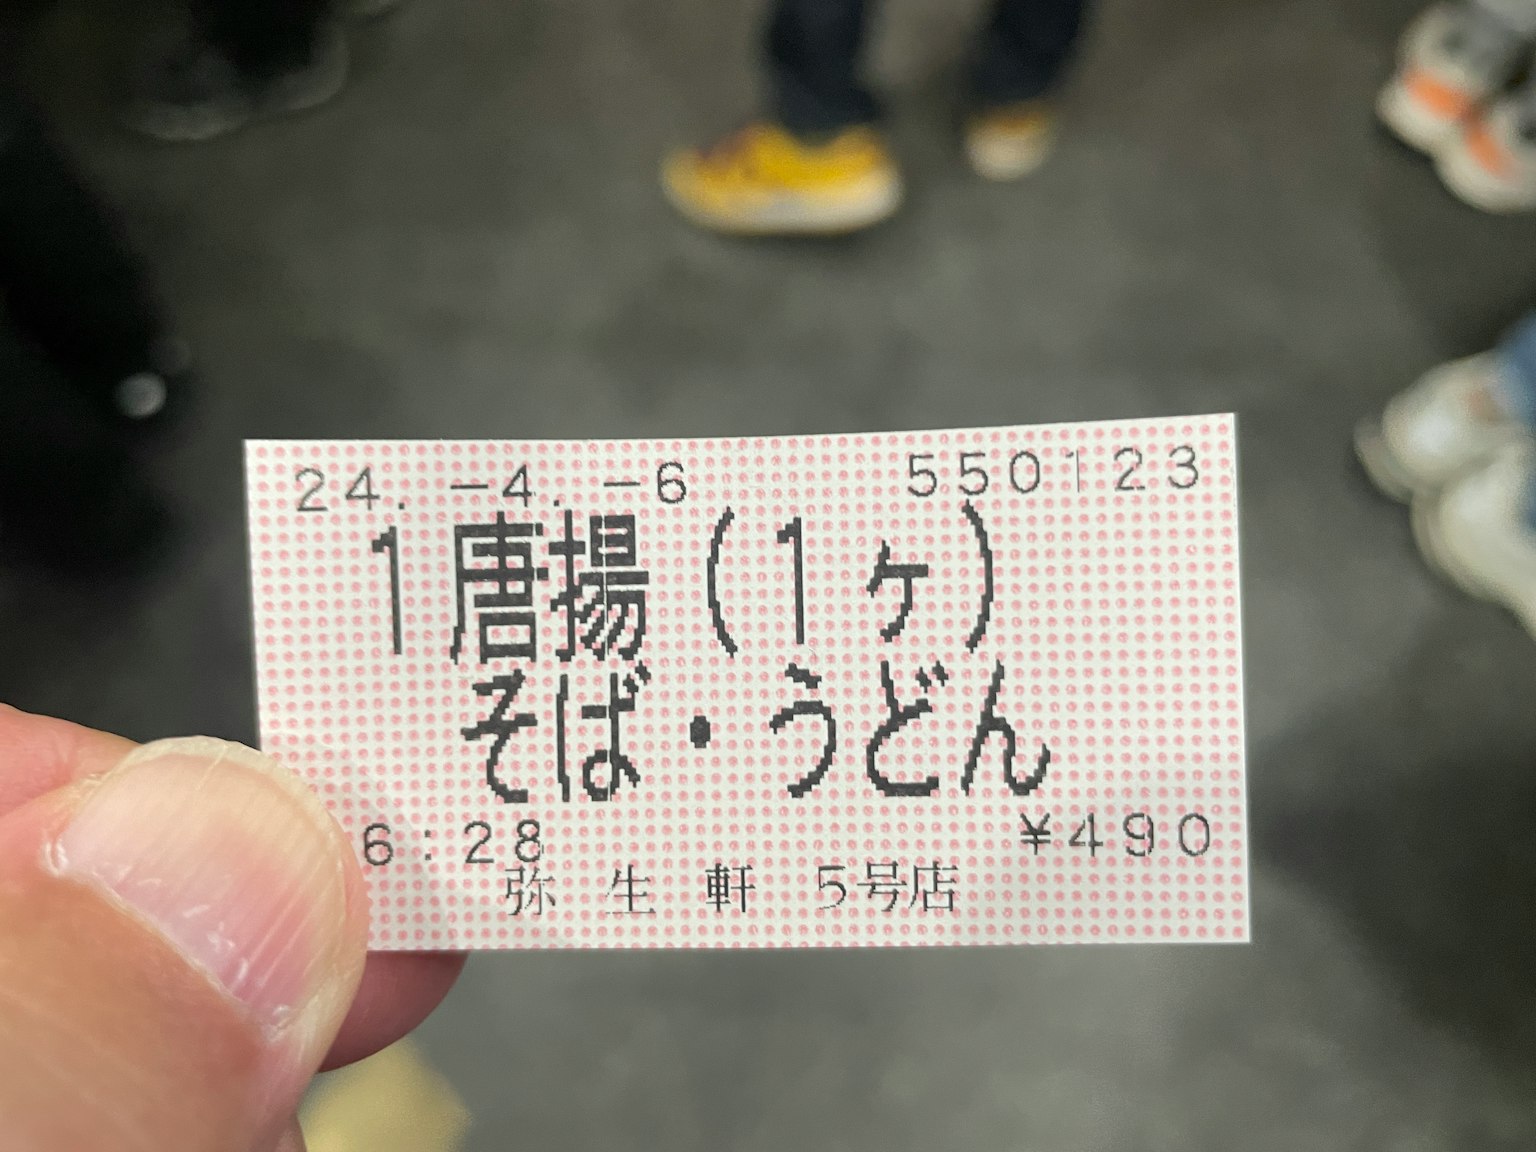 24.-4.-6 550123
1唐揚(1ヶ)
そば・うどん
6:28 ¥490
弥生軒 5号店